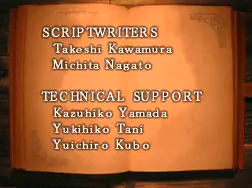 SCRIPTWRITERS
Takeshi Kawamura
Michita Nagato
TECHNICAL SUPPORT
Kazuhiko Yamada
Yukihiko Tani
Yuichiro Kubo